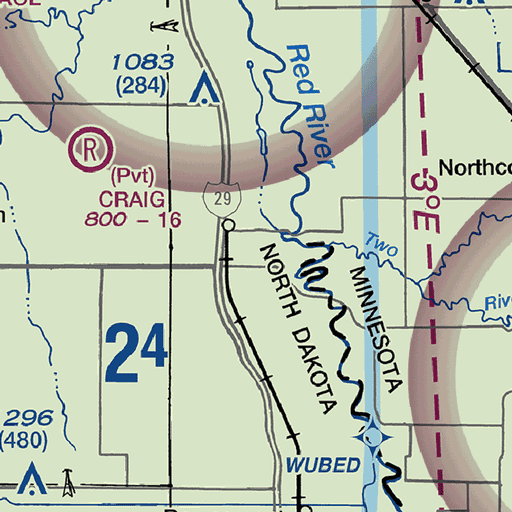 1083
(284)
Red River
R
(Pvt)
CRAIG
800 - 16
29
3°E
Two
NORTH DAKOTA
MINNESOTA
24
296
(480)
WUBED